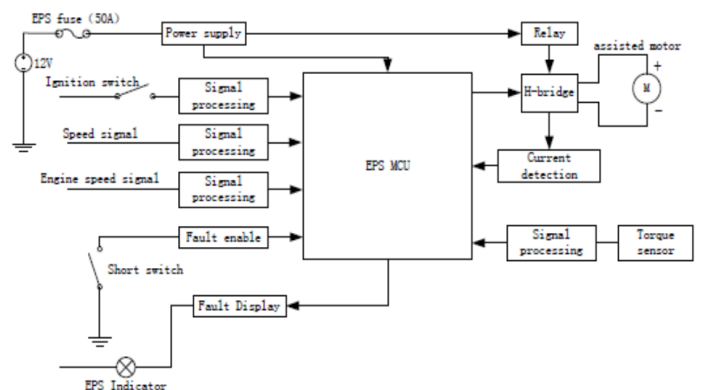 EPS fuse (50A)
Power supply
Relay
assisted motor
12V
Ignition switch
Signal
processing
H-bridge
+
M
-
Speed signal
Signal
processing
EPS MCU
Current
detection
Engine speed signal
Signal
processing
Fault enable
Signal
processing
Torque
sensor
Short switch
Fault Display
EPS Indicator